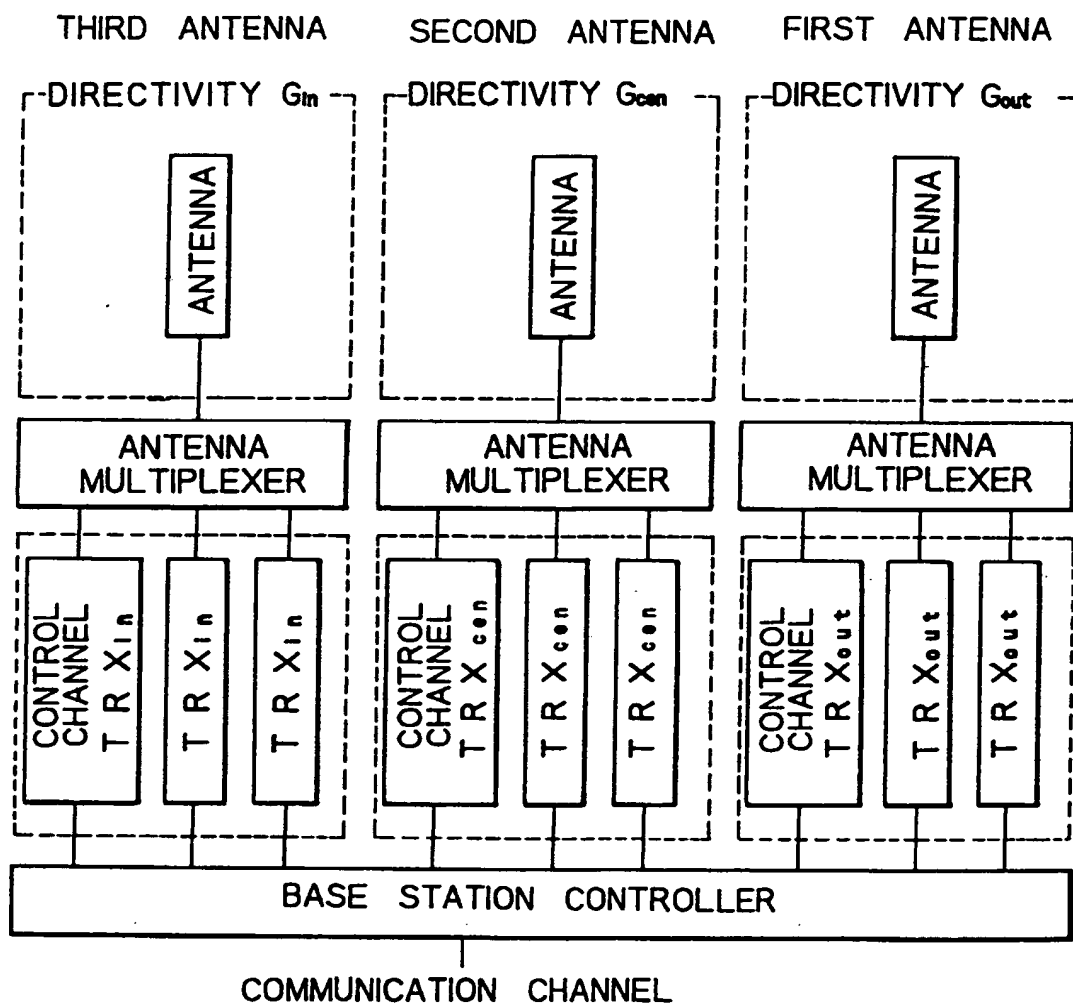 THIRD ANTENNA
SECOND ANTENNA
FIRST ANTENNA
DIRECTIVITY Gin
DIRECTIVITY Gcen
DIRECTIVITY Gout
ANTENNA
ANTENNA
ANTENNA
ANTENNA
MULTIPLEXER
ANTENNA
MULTIPLEXER
ANTENNA
MULTIPLEXER
CONTROL
CHANNEL
TRXin
TRXin
TRXin
CONTROL
CHANNEL
TRXcen
TRXcen
TRXcen
CONTROL
CHANNEL
TRXout
TRXout
TRXout
BASE STATION CONTROLLER
COMMUNICATION CHANNEL